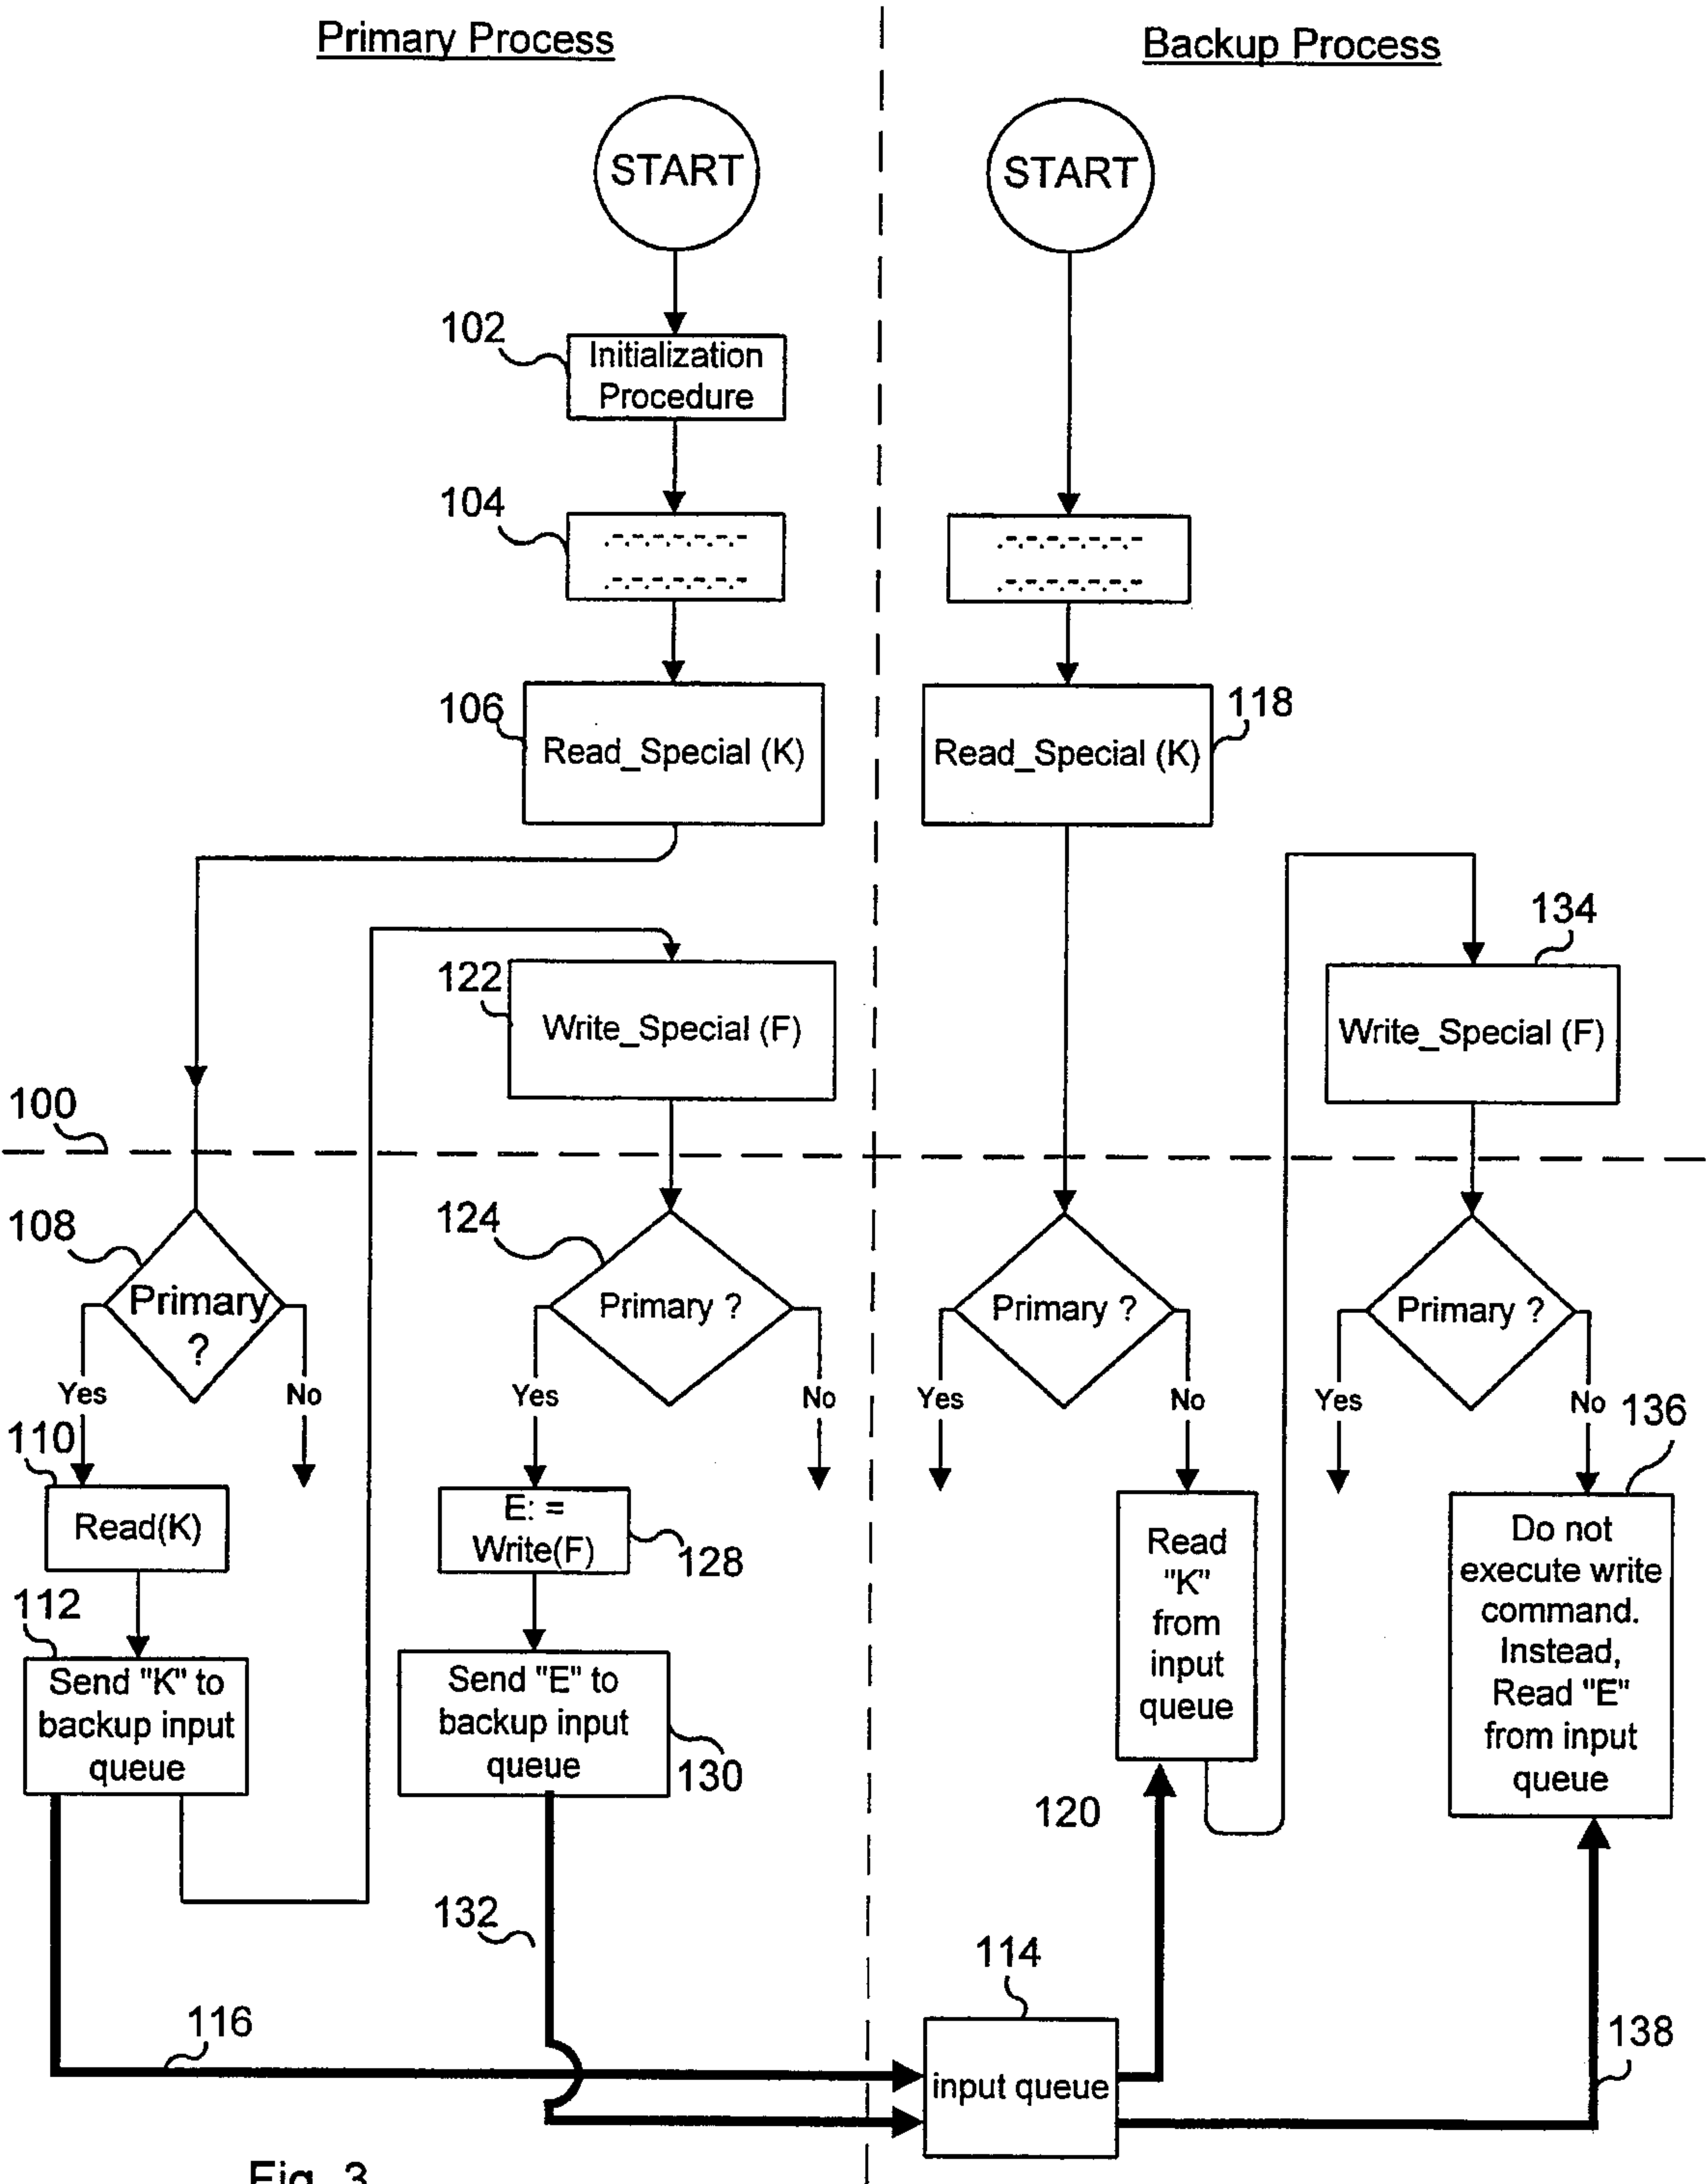 Primary Process
Backup Process
START
START
102
Initialization
Procedure
104
106
Read_Special (K)
Read_Special (K)
118
134
122
Write_Special (F)
Write_Special (F)
100
108
Primary
?
124
Primary ?
Primary ?
Primary ?
Yes
No
Yes
No
Yes
No
Yes
No
136
110
Read(K)
E: =
Write(F)
128
Read
"K"
from
input
queue
Do not
execute write
command.
Instead,
Read "E"
from input
queue
112
Send "K" to
backup input
queue
Send "E" to
backup input
queue
130
120
132
114
116
138
input queue
Fig. 3